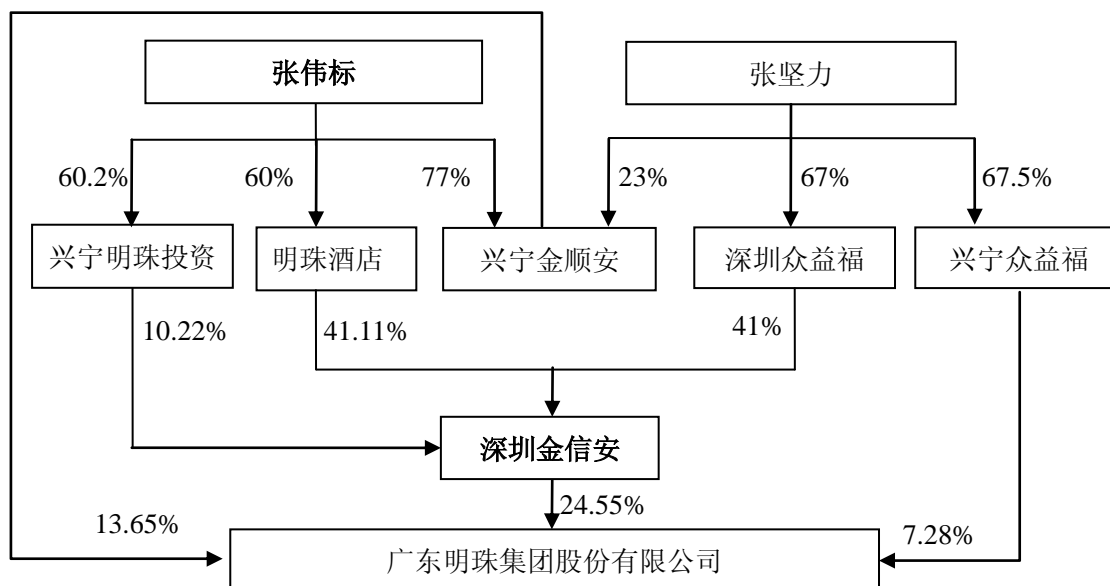 张伟标
张坚力
60.2%
60%
77%
23%
67%
67.5%
兴宁明珠投资
明珠酒店
兴宁金顺安
深圳众益福
兴宁众益福
10.22%
41.11%
41%
深圳金信安
24.55%
13.65%
7.28%
广东明珠集团股份有限公司